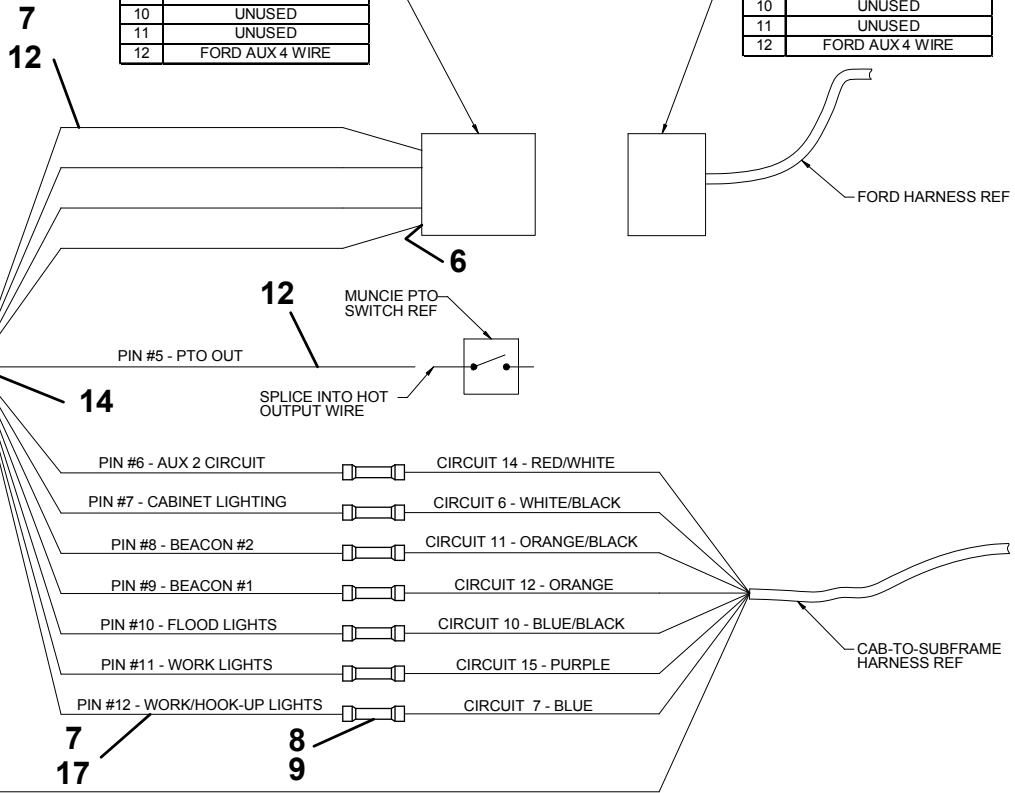 10 UNUSED
11 UNUSED
12 FORD AUX 4 WIRE
10 UNUSED
11 UNUSED
12 FORD AUX 4 WIRE
7
12
FORD HARNESS REF
6
12
MUNCIE PTO
SWITCH REF
PIN #5 - PTO OUT
SPLICE INTO HOT
OUTPUT WIRE
14
PIN #6 - AUX 2 CIRCUIT
CIRCUIT 14 - RED/WHITE
PIN #7 - CABINET LIGHTING
CIRCUIT 6 - WHITE/BLACK
PIN #8 - BEACON #2
CIRCUIT 11 - ORANGE/BLACK
PIN #9 - BEACON #1
CIRCUIT 12 - ORANGE
PIN #10 - FLOOD LIGHTS
CIRCUIT 10 - BLUE/BLACK
PIN #11 - WORK LIGHTS
CIRCUIT 15 - PURPLE
PIN #12 - WORK/HOOK-UP LIGHTS
CIRCUIT 7 - BLUE
CAB-TO-SUBFRAME
HARNESS REF
7
17
8
9